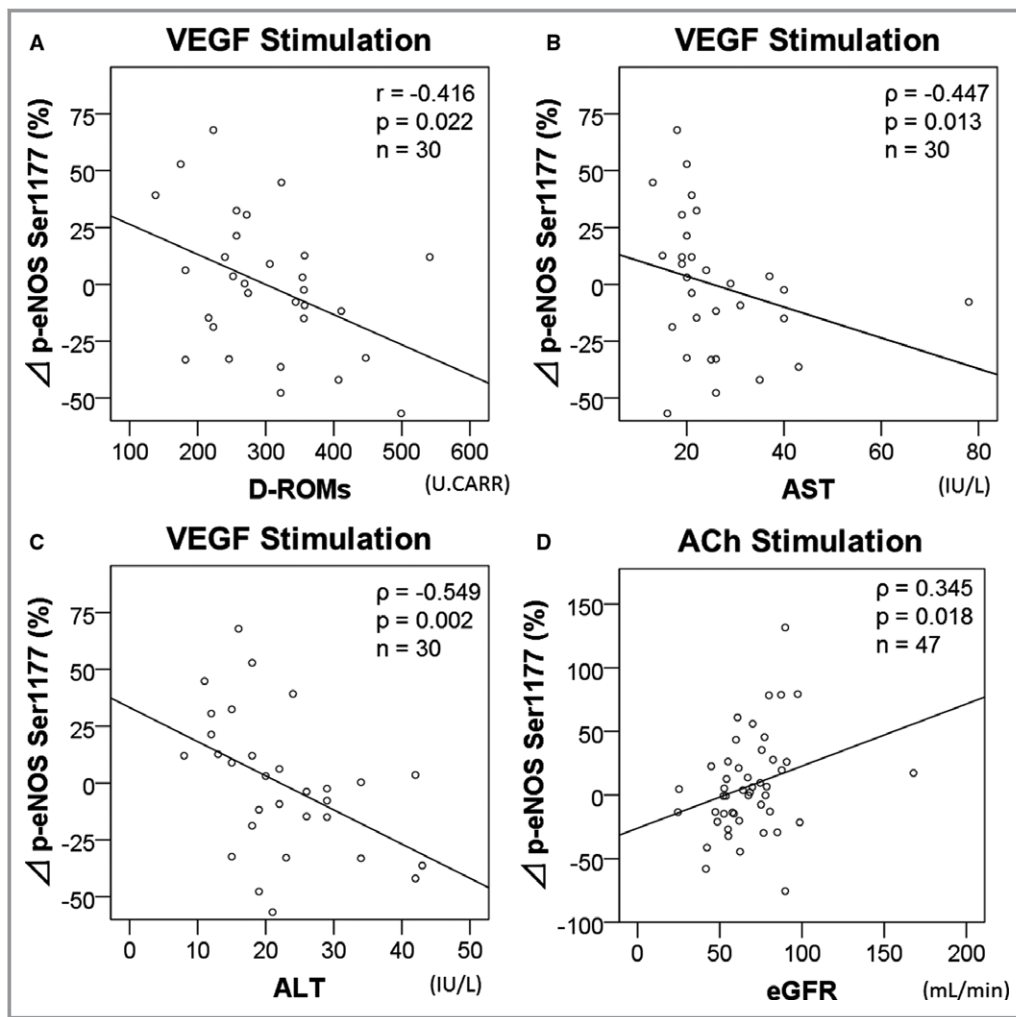 A VEGF Stimulation
r = -0.416
p = 0.022
n = 30
⊿ p-eNOS Ser1177 (%)
75
50
25
0
-25
-50
100 200 300 400 500 600
D-ROMs (U.CARR)
B VEGF Stimulation
ρ = -0.447
p = 0.013
n = 30
⊿ p-eNOS Ser1177 (%)
75
50
25
0
-25
-50
20 40 60 80
AST (IU/L)
C VEGF Stimulation
ρ = -0.549
p = 0.002
n = 30
⊿ p-eNOS Ser1177 (%)
75
50
25
0
-25
-50
0 10 20 30 40 50
ALT (IU/L)
D ACh Stimulation
ρ = 0.345
p = 0.018
n = 47
⊿ p-eNOS Ser1177 (%)
150
100
50
0
-50
-100
0 50 100 150 200
eGFR (mL/min)